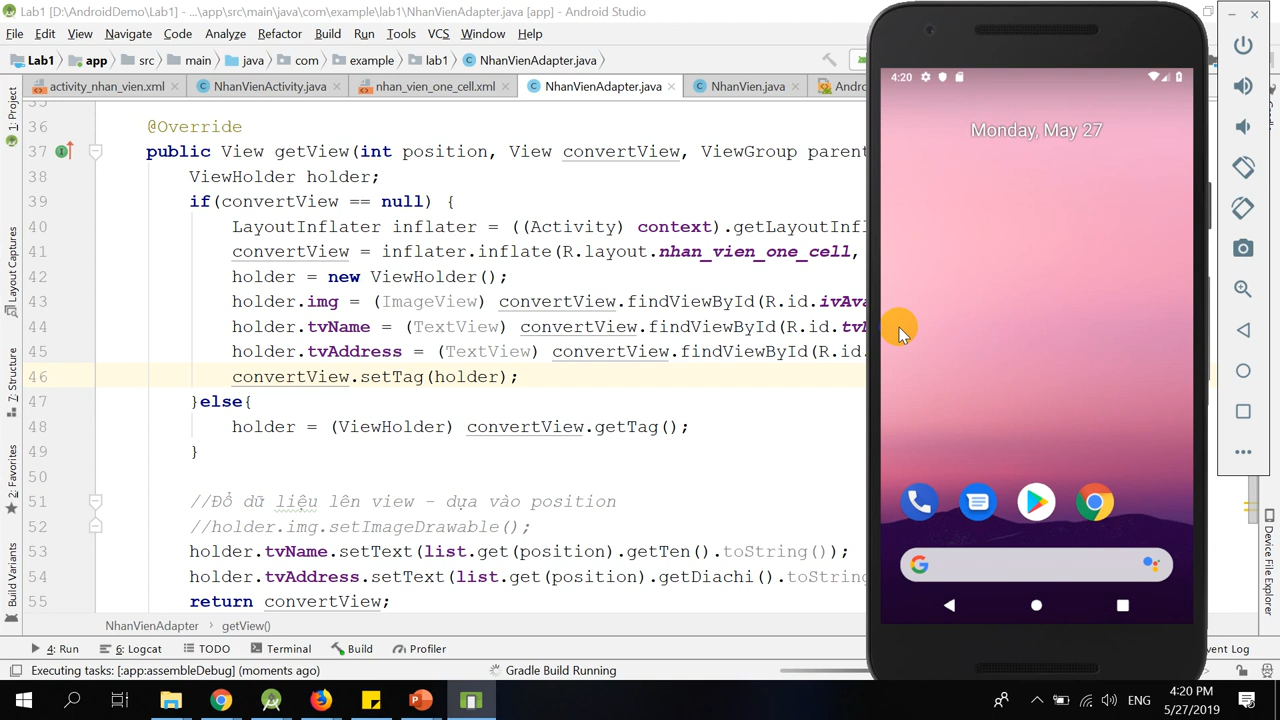 Lab1 [D:\AndroidDemo\Lab1] - ...\app\src\main\java\com\example\lab1\NhanVienAdapter.java [app] - Android Studio
File Edit View Navigate Code Analyze Refactor Build Run Tools VCS Window Help
Lab1 app src main java com example lab1 NhanVienAdapter.java
activity_nhan_vien.xml NhanVienActivity.java nhan_vien_one_cell.xml NhanVienAdapter.java NhanVien.java Andro
1: Project
Layout Captures
Z: Structure
2: Favorites
Build Variants
36 @Override
37 public View getView(int position, View convertView, ViewGroup parent
38 ViewHolder holder;
39 if(convertView == null) {
40 LayoutInflater inflater = ((Activity) context).getLayoutInfl
41 convertView = inflater.inflate(R.layout.nhan_vien_one_cell,
42 holder = new ViewHolder();
43 holder.img = (ImageView) convertView.findViewById(R.id.ivAva
44 holder.tvName = (TextView) convertView.findViewById(R.id.tvN
45 holder.tvAddress = (TextView) convertView.findViewById(R.id.
46 convertView.setTag(holder);
47 }else{
48 holder = (ViewHolder) convertView.getTag();
49 }
50
51 //Đổ dữ liệu lên view - dựa vào position
52 //holder.img.setImageDrawable();
53 holder.tvName.setText(list.get(position).getTen().toString());
54 holder.tvAddress.setText(list.get(position).getDiachi().toString
55 return convertView;
NhanVienAdapter getView()
4: Run 6: Logcat TODO Terminal Build Profiler
Event Log
Executing tasks: [app:assembleDebug] (moments ago) Gradle Build Running
4:20
Monday, May 27
Device File Explorer
ENG
4:20 PM
5/27/2019